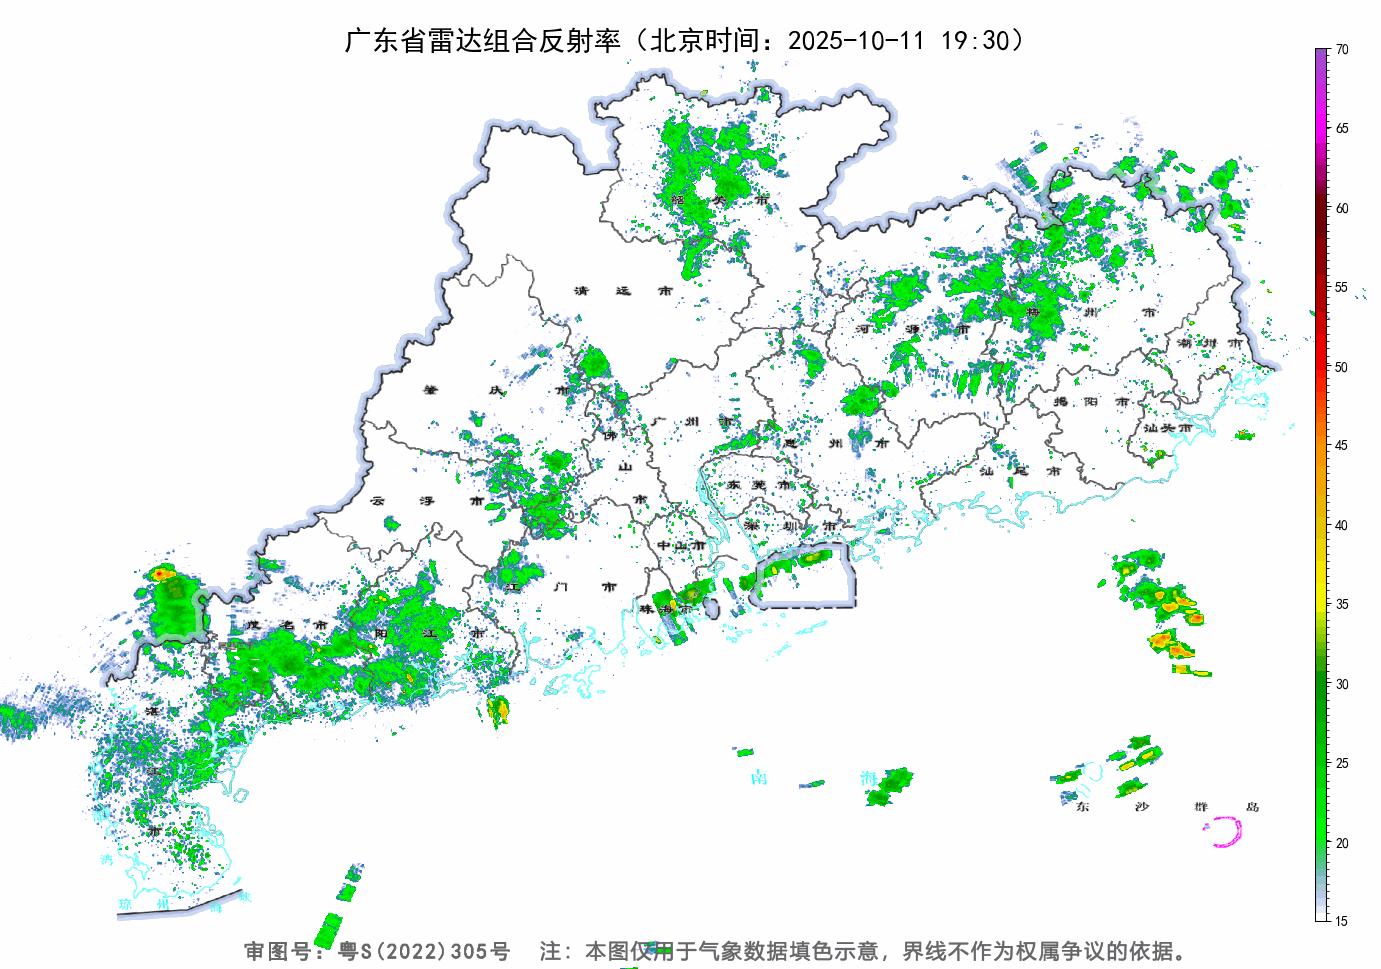 广东省雷达组合反射率（北京时间：2025-10-11 19:30）
70
65
60
55
50
45
40
35
30
25
20
15
韶关市
清远市
河源市
梅州市
潮州市
肇庆市
广州市
惠州市
揭阳市
汕头市
佛山市
云浮市
东莞市
汕尾市
深圳市
中山市
江门市
珠海市
茂名市
阳江市
湛江市
南海
东沙群岛
湾
琼州海峡
审图号：粤S(2022)305号 注：本图仅用于气象数据填色示意，界线不作为权属争议的依据。